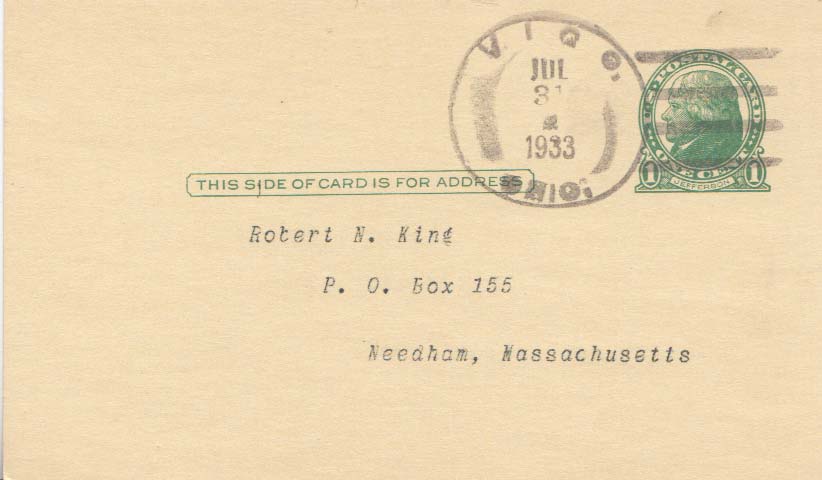 VIGO,
JUL
31
1933
OHIO.
U.S. POSTAL CARD
1 ONE CENT 1
JEFFERSON
THIS SIDE OF CARD IS FOR ADDRESS
Robert N. King
P. O. Box 155
Needham, Massachusetts